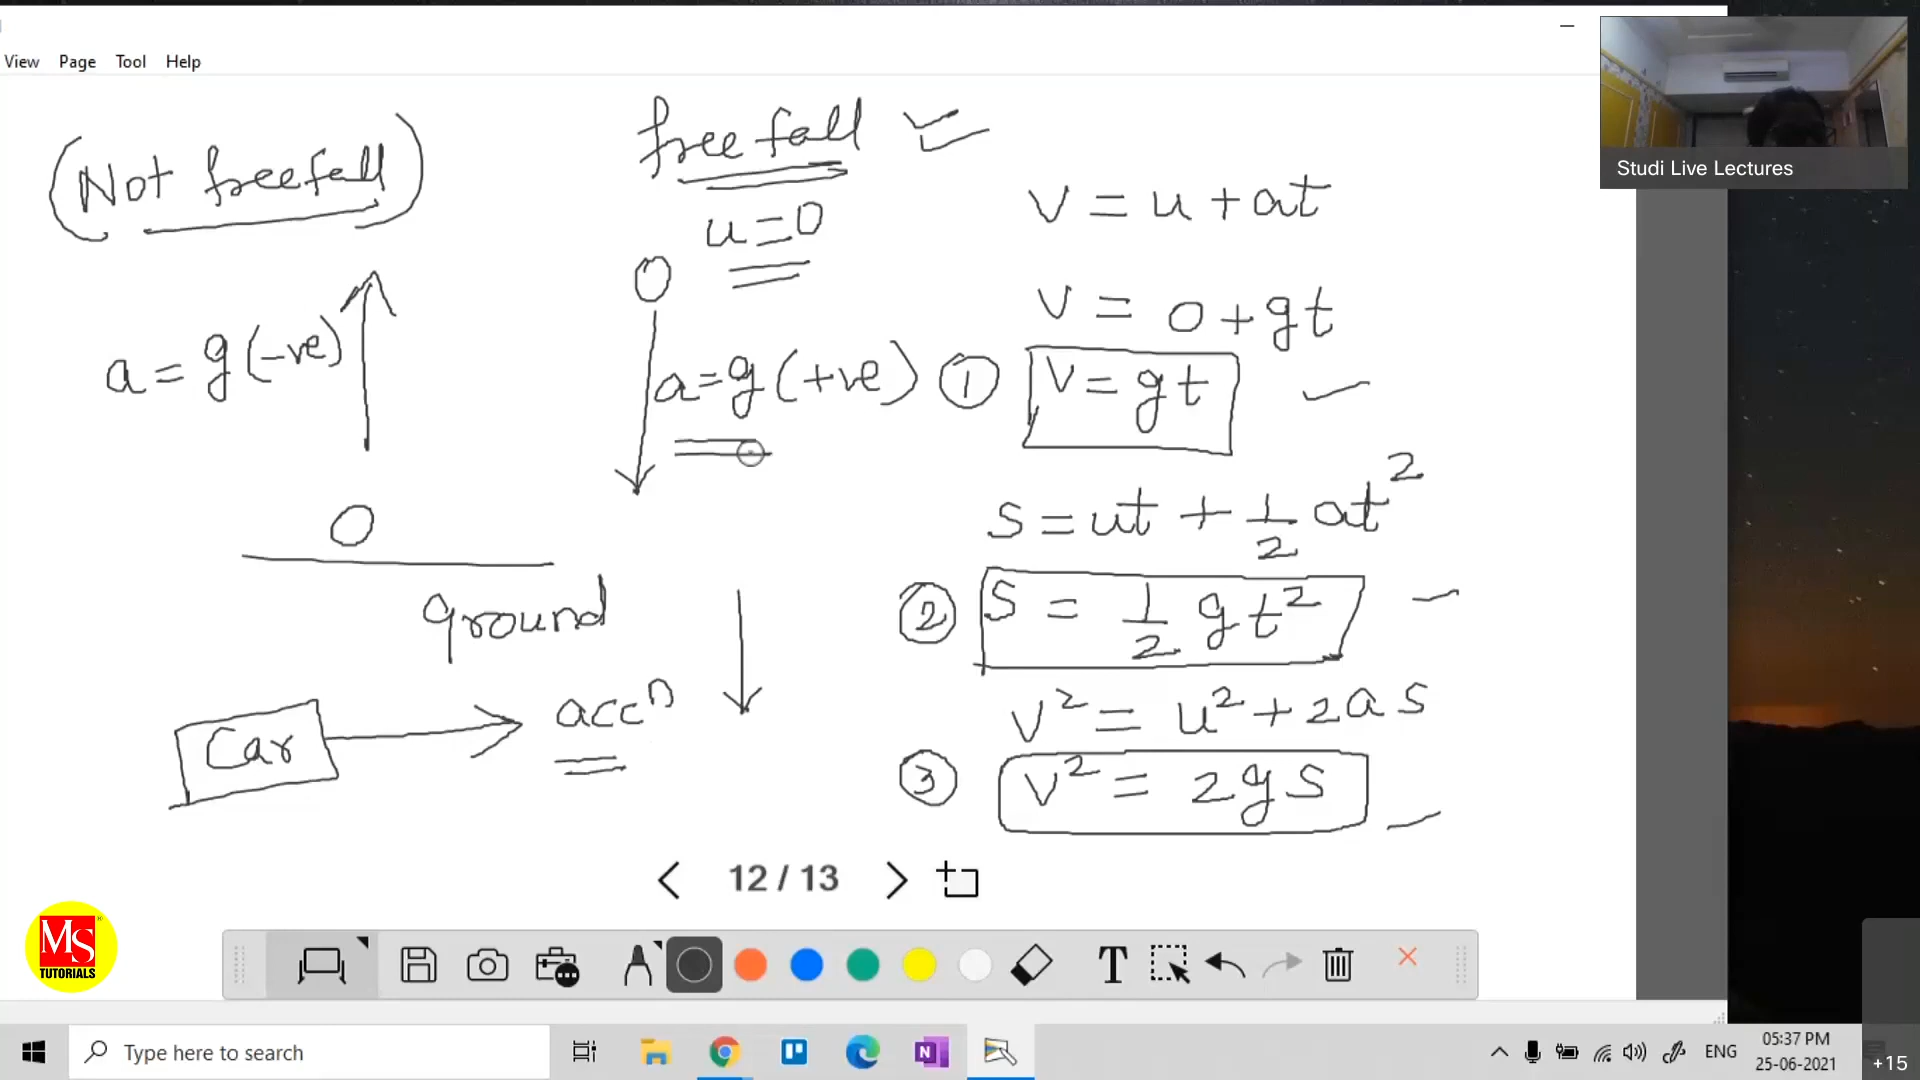 View Page Tool Help
Studi Live Lectures
(Not freefall)
free fall
u=0
a = g(-ve)
a=g(+ve)
ground
Car
accⁿ
v = u + at
v = 0 + gt
① v = gt
s = ut + 1/2 at²
② s = 1/2 gt²
v² = u² + 2as
③ v² = 2gs
12 / 13
MS
TUTORIALS
T
Type here to search
N
ENG
05:37 PM
25-06-2021
+15